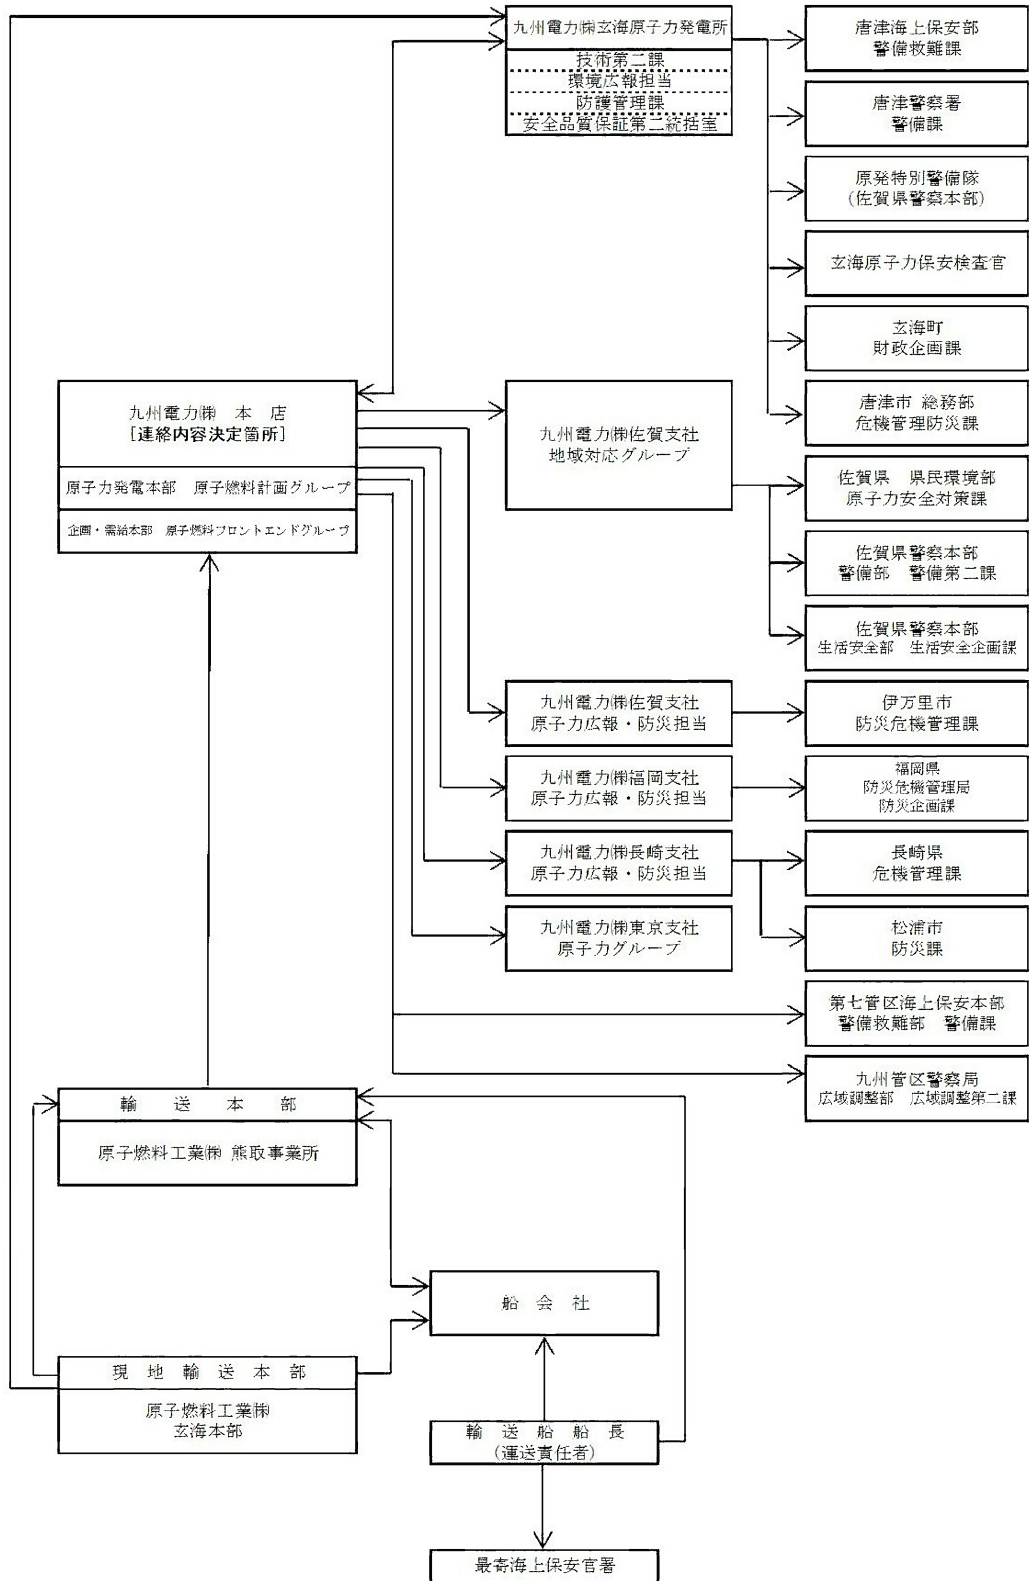 九州電力㈱玄海原子力発電所
技術第二課
環境広報担当
防護管理課
安全品質保証第二統括室
唐津海上保安部
警備救難課
唐津警察署
警備課
原発特別警備隊
(佐賀県警察本部)
玄海原子力保安検査官
玄海町
財政企画課
唐津市 総務部
危機管理防災課
九州電力㈱ 本 店
[連絡内容決定箇所]
原子力発電本部 原子燃料計画グループ
企画・需給本部 原子燃料フロントエンドグループ
九州電力㈱佐賀支社
地域対応グループ
佐賀県 県民環境部
原子力安全対策課
佐賀県警察本部
警備部 警備第二課
佐賀県警察本部
生活安全部 生活安全企画課
九州電力㈱佐賀支社
原子力広報・防災担当
伊万里市
防災危機管理課
九州電力㈱福岡支社
原子力広報・防災担当
福岡県
防災危機管理局
防災企画課
九州電力㈱長崎支社
原子力広報・防災担当
長崎県
危機管理課
九州電力㈱東京支社
原子力グループ
松浦市
防災課
第七管区海上保安本部
警備救難部 警備課
九州管区警察局
広域調整部 広域調整第二課
輸 送 本 部
原子燃料工業㈱ 熊取事業所
船 会 社
現 地 輸 送 本 部
原子燃料工業㈱
玄海本部
輸 送 船 船 長
(運送責任者)
最寄海上保安官署